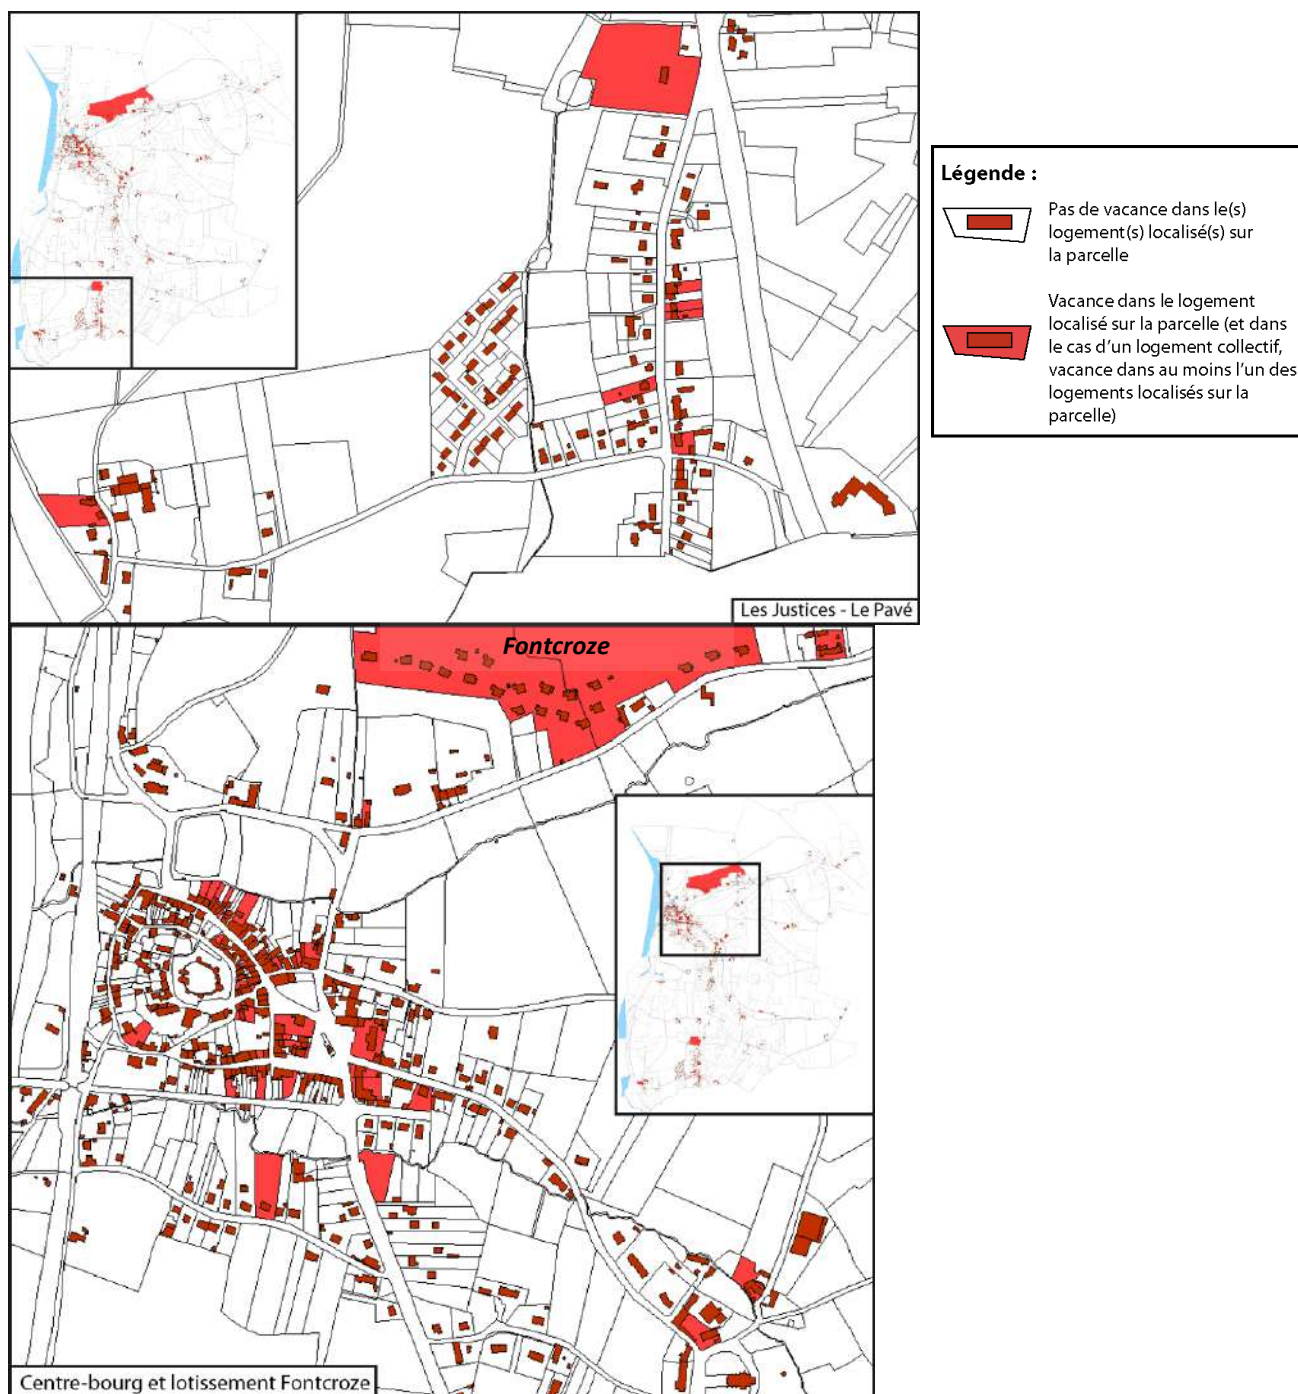 Légende :
Pas de vacance dans le(s)
logement(s) localisé(s) sur
la parcelle
Vacance dans le logement
localisé sur la parcelle (et dans
le cas d'un logement collectif,
vacance dans au moins l'un des
logements localisés sur la
parcelle)
Les Justices - Le Pavé
Fontcroze
Centre-bourg et lotissement Fontcroze